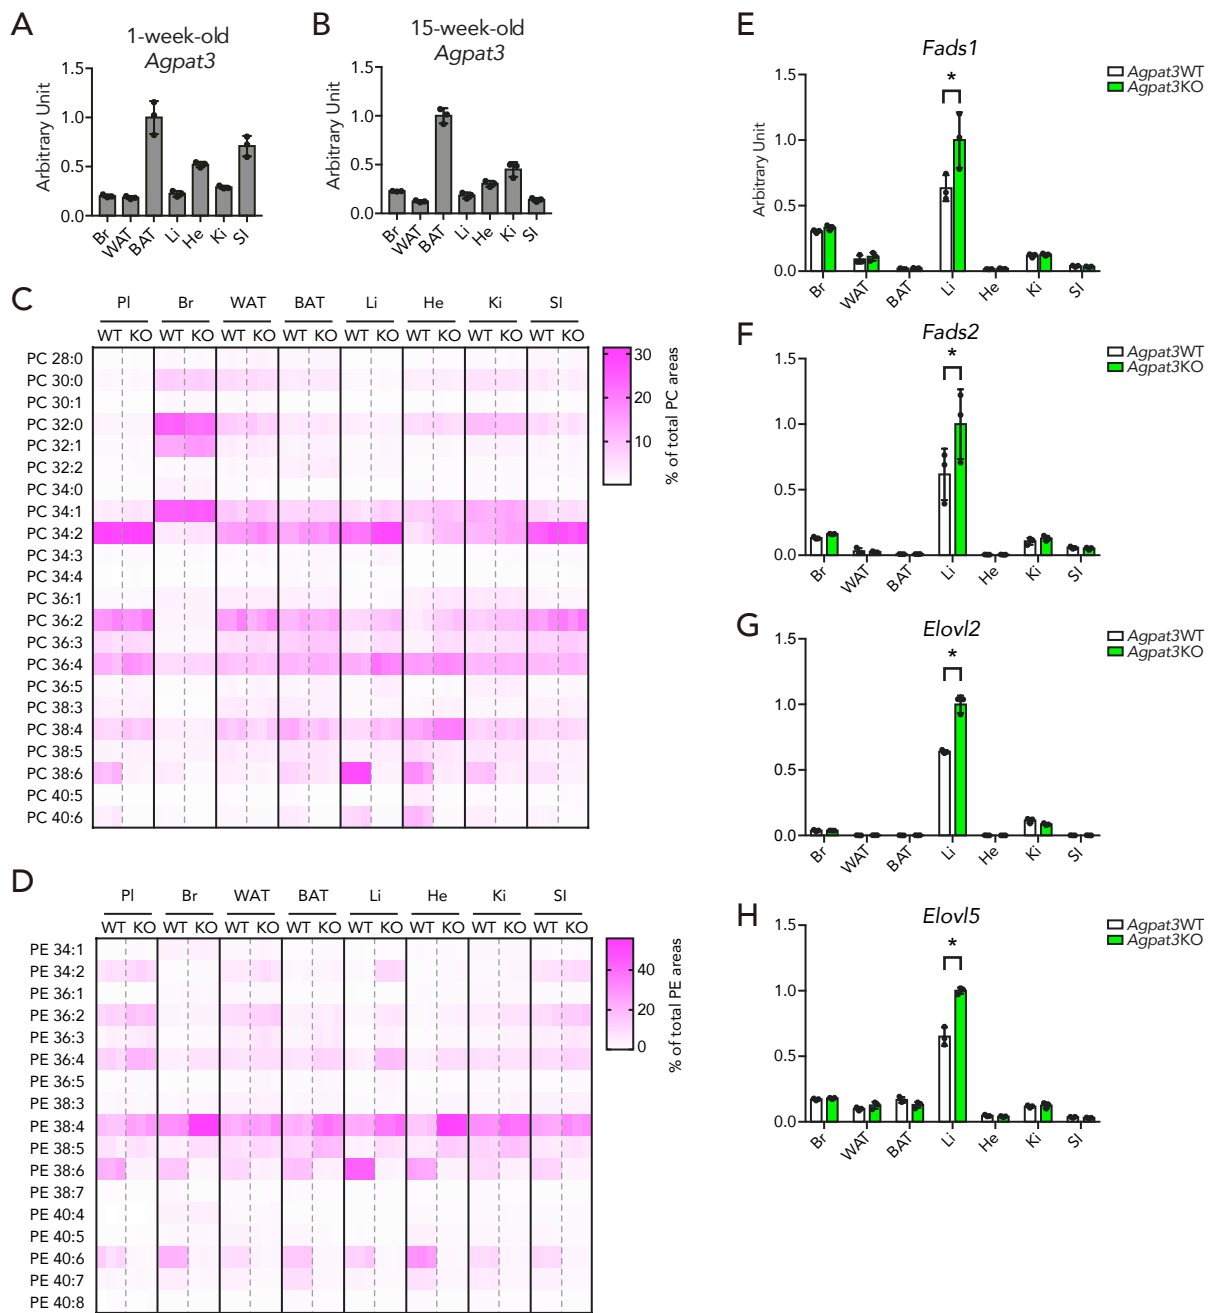 A
1-week-old
Agpat3
Arbitrary Unit
1.5
1.0
0.5
0.0
Br
WAT
BAT
Li
He
Ki
SI
B
15-week-old
Agpat3
Arbitrary Unit
1.5
1.0
0.5
0.0
Br
WAT
BAT
Li
He
Ki
SI
C
Pl Br WAT BAT Li He Ki SI
WT KO WT KO WT KO WT KO WT KO WT KO WT KO WT KO
PC 28:0
PC 30:0
PC 30:1
PC 32:0
PC 32:1
PC 32:2
PC 34:0
PC 34:1
PC 34:2
PC 34:3
PC 34:4
PC 36:1
PC 36:2
PC 36:3
PC 36:4
PC 36:5
PC 38:3
PC 38:4
PC 38:5
PC 38:6
PC 40:5
PC 40:6
30
20
10
% of total PC areas
D
Pl Br WAT BAT Li He Ki SI
WT KO WT KO WT KO WT KO WT KO WT KO WT KO WT KO
PE 34:1
PE 34:2
PE 36:1
PE 36:2
PE 36:3
PE 36:4
PE 36:5
PE 38:3
PE 38:4
PE 38:5
PE 38:6
PE 38:7
PE 40:4
PE 40:5
PE 40:6
PE 40:7
PE 40:8
40
20
0
% of total PE areas
E
Fads1
Agpat3WT
Agpat3KO
Arbitrary Unit
1.5
1.0
0.5
0.0
*
Br
WAT
BAT
Li
He
Ki
SI
F
Fads2
Agpat3WT
Agpat3KO
1.5
1.0
0.5
0.0
*
Br
WAT
BAT
Li
He
Ki
SI
G
Elovl2
Agpat3WT
Agpat3KO
1.5
1.0
0.5
0.0
*
Br
WAT
BAT
Li
He
Ki
SI
H
Elovl5
Agpat3WT
Agpat3KO
1.5
1.0
0.5
0.0
*
Br
WAT
BAT
Li
He
Ki
SI